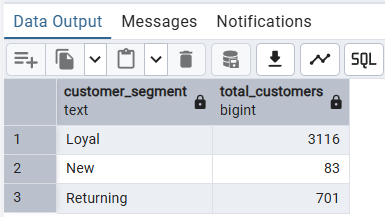 Data Output Messages Notifications
SQL
customer_segment total_customers
text bigint
1 Loyal 3116
2 New 83
3 Returning 701